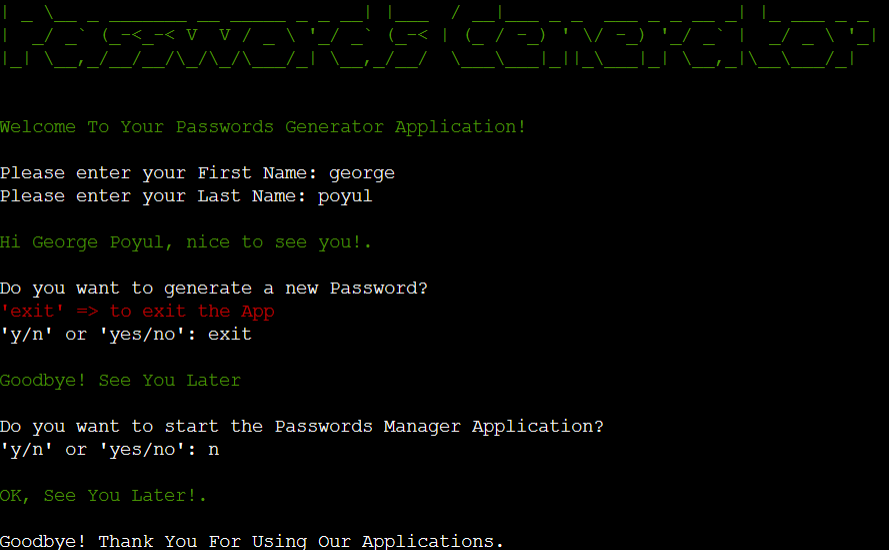 Passwords Generator
Welcome To Your Passwords Generator Application!
Please enter your First Name: george
Please enter your Last Name: poyul
Hi George Poyul, nice to see you!.
Do you want to generate a new Password?
'exit' => to exit the App
'y/n' or 'yes/no': exit
Goodbye! See You Later
Do you want to start the Passwords Manager Application?
'y/n' or 'yes/no': n
OK, See You Later!.
Goodbye! Thank You For Using Our Applications.